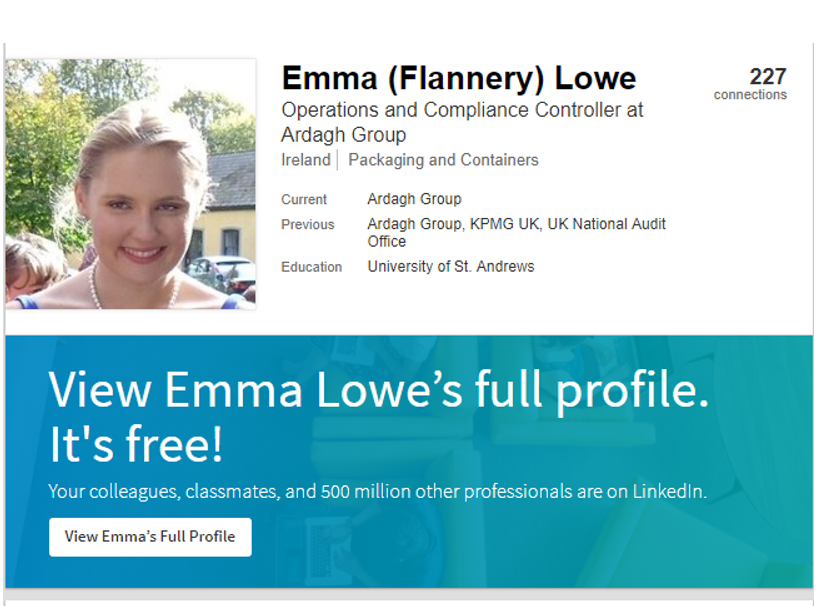 Emma (Flannery) Lowe
227
connections
Operations and Compliance Controller at
Ardagh Group
Ireland | Packaging and Containers
Current Ardagh Group
Previous Ardagh Group, KPMG UK, UK National Audit
Office
Education University of St. Andrews
View Emma Lowe’s full profile.
It's free!
Your colleagues, classmates, and 500 million other professionals are on LinkedIn.
View Emma’s Full Profile